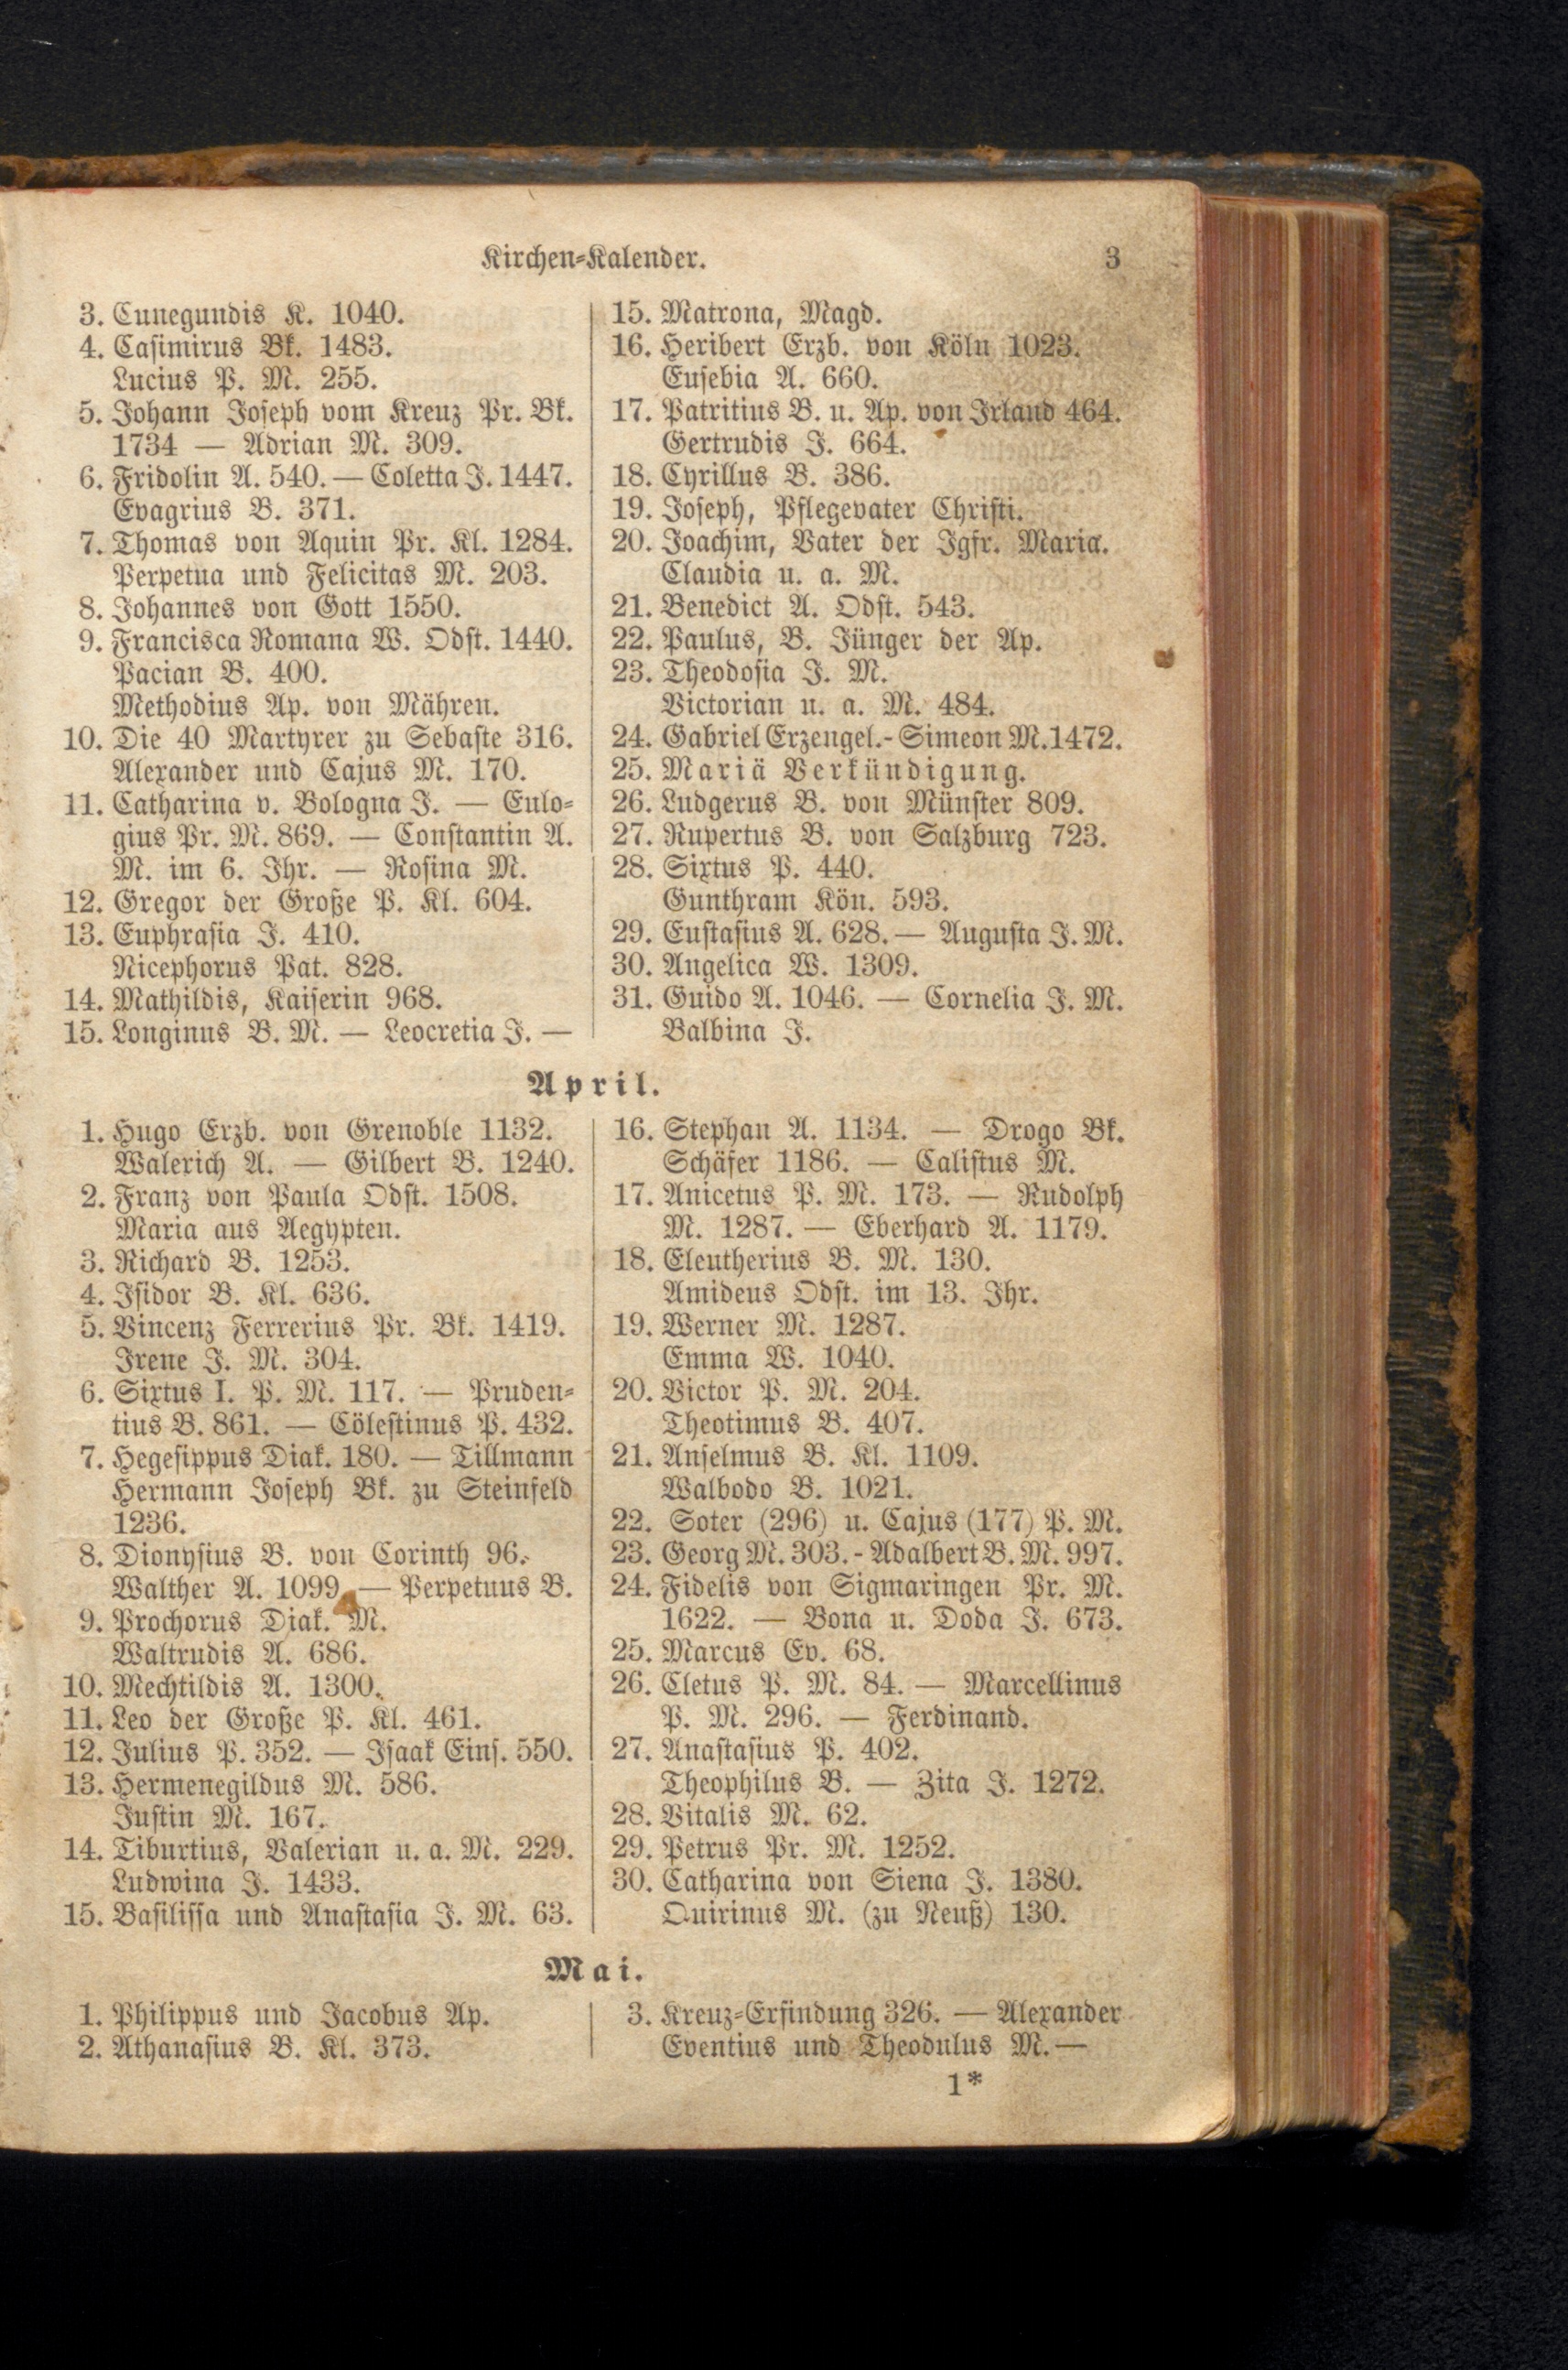 Kirchen-Kalender. 3
3. Cunegundis K. 1040.
4. Casimirus Bk. 1483.
Lucius P. M. 255.
5. Johann Joseph vom Kreuz Pr. Bk.
1734 — Adrian M. 309.
6. Fridolin A. 540. — Coletta J. 1447.
Evagrius B. 371.
7. Thomas von Aquin Pr. Kl. 1284.
Perpetua und Felicitas M. 203.
8. Johannes von Gott 1550.
9. Francisca Romana W. Odst. 1440.
Pacian B. 400.
Methodius Ap. von Mähren.
10. Die 40 Martyrer zu Sebaste 316.
Alexander und Cajus M. 170.
11. Catharina v. Bologna J. — Eulo-
gius Pr. M. 869. — Constantin A.
M. im 6. Jhr. — Rosina M.
12. Gregor der Große P. Kl. 604.
13. Euphrasia J. 410.
Nicephorus Pat. 828.
14. Mathildis, Kaiserin 968.
15. Longinus B. M. — Leocretia J. —
15. Matrona, Magd.
16. Heribert Erzb. von Köln 1023.
Eusebia A. 660.
17. Patritius B. u. Ap. von Irland 464.
Gertrudis J. 664.
18. Cyrillus B. 386.
19. Joseph, Pflegevater Christi.
20. Joachim, Vater der Jgfr. Maria.
Claudia u. a. M.
21. Benedict A. Odst. 543.
22. Paulus, B. Jünger der Ap.
23. Theodosia J. M.
Victorian u. a. M. 484.
24. Gabriel Erzengel.- Simeon M. 1472.
25. Mariä Verkündigung.
26. Ludgerus B. von Münster 809.
27. Rupertus B. von Salzburg 723.
28. Sixtus P. 440.
Gunthram Kön. 593.
29. Eustasius A. 628. — Augusta J. M.
30. Angelica W. 1309.
31. Guido A. 1046. — Cornelia J. M.
Balbina J.
April.
1. Hugo Erzb. von Grenoble 1132.
Walerich A. — Gilbert B. 1240.
2. Franz von Paula Odst. 1508.
Maria aus Aegypten.
3. Richard B. 1253.
4. Isidor B. Kl. 636.
5. Vincenz Ferrerius Pr. Bk. 1419.
Irene J. M. 304.
6. Sixtus I. P. M. 117. — Pruden-
tius B. 861. — Cölestinus P. 432.
7. Hegesippus Diak. 180. — Tillmann
Hermann Joseph Bk. zu Steinfeld
1236.
8. Dionysius B. von Corinth 96.
Walther A. 1099 — Perpetuus B.
9. Prochorus Diak. M.
Waltrudis A. 686.
10. Mechtildis A. 1300.
11. Leo der Große P. Kl. 461.
12. Julius P. 352. — Isaak Eins. 550.
13. Hermenegildus M. 586.
Justin M. 167.
14. Tiburtius, Valerian u. a. M. 229.
Ludwina J. 1433.
15. Basilissa und Anastasia J. M. 63.
16. Stephan A. 1134. — Drogo Bk.
Schäfer 1186. — Calistus M.
17. Anicetus P. M. 173. — Rudolph
M. 1287. — Eberhard A. 1179.
18. Eleutherius B. M. 130.
Amideus Odst. im 13. Jhr.
19. Werner M. 1287.
Emma W. 1040.
20. Victor P. M. 204.
Theotimus B. 407.
21. Anselmus B. Kl. 1109.
Walbodo B. 1021.
22. Soter (296) u. Cajus (177) P. M.
23. Georg M. 303. - Adalbert B. M. 997.
24. Fidelis von Sigmaringen Pr. M.
1622. — Bona u. Doda J. 673.
25. Marcus Ev. 68.
26. Cletus P. M. 84. — Marcellinus
P. M. 296. — Ferdinand.
27. Anastasius P. 402.
Theophilus B. — Zita J. 1272.
28. Vitalis M. 62.
29. Petrus Pr. M. 1252.
30. Catharina von Siena J. 1380.
Quirinus M. (zu Neuß) 130.
Mai.
1. Philippus und Jacobus Ap.
2. Athanasius B. Kl. 373.
3. Kreuz-Erfindung 326. — Alexander
Eventius und Theodulus M. —
1*